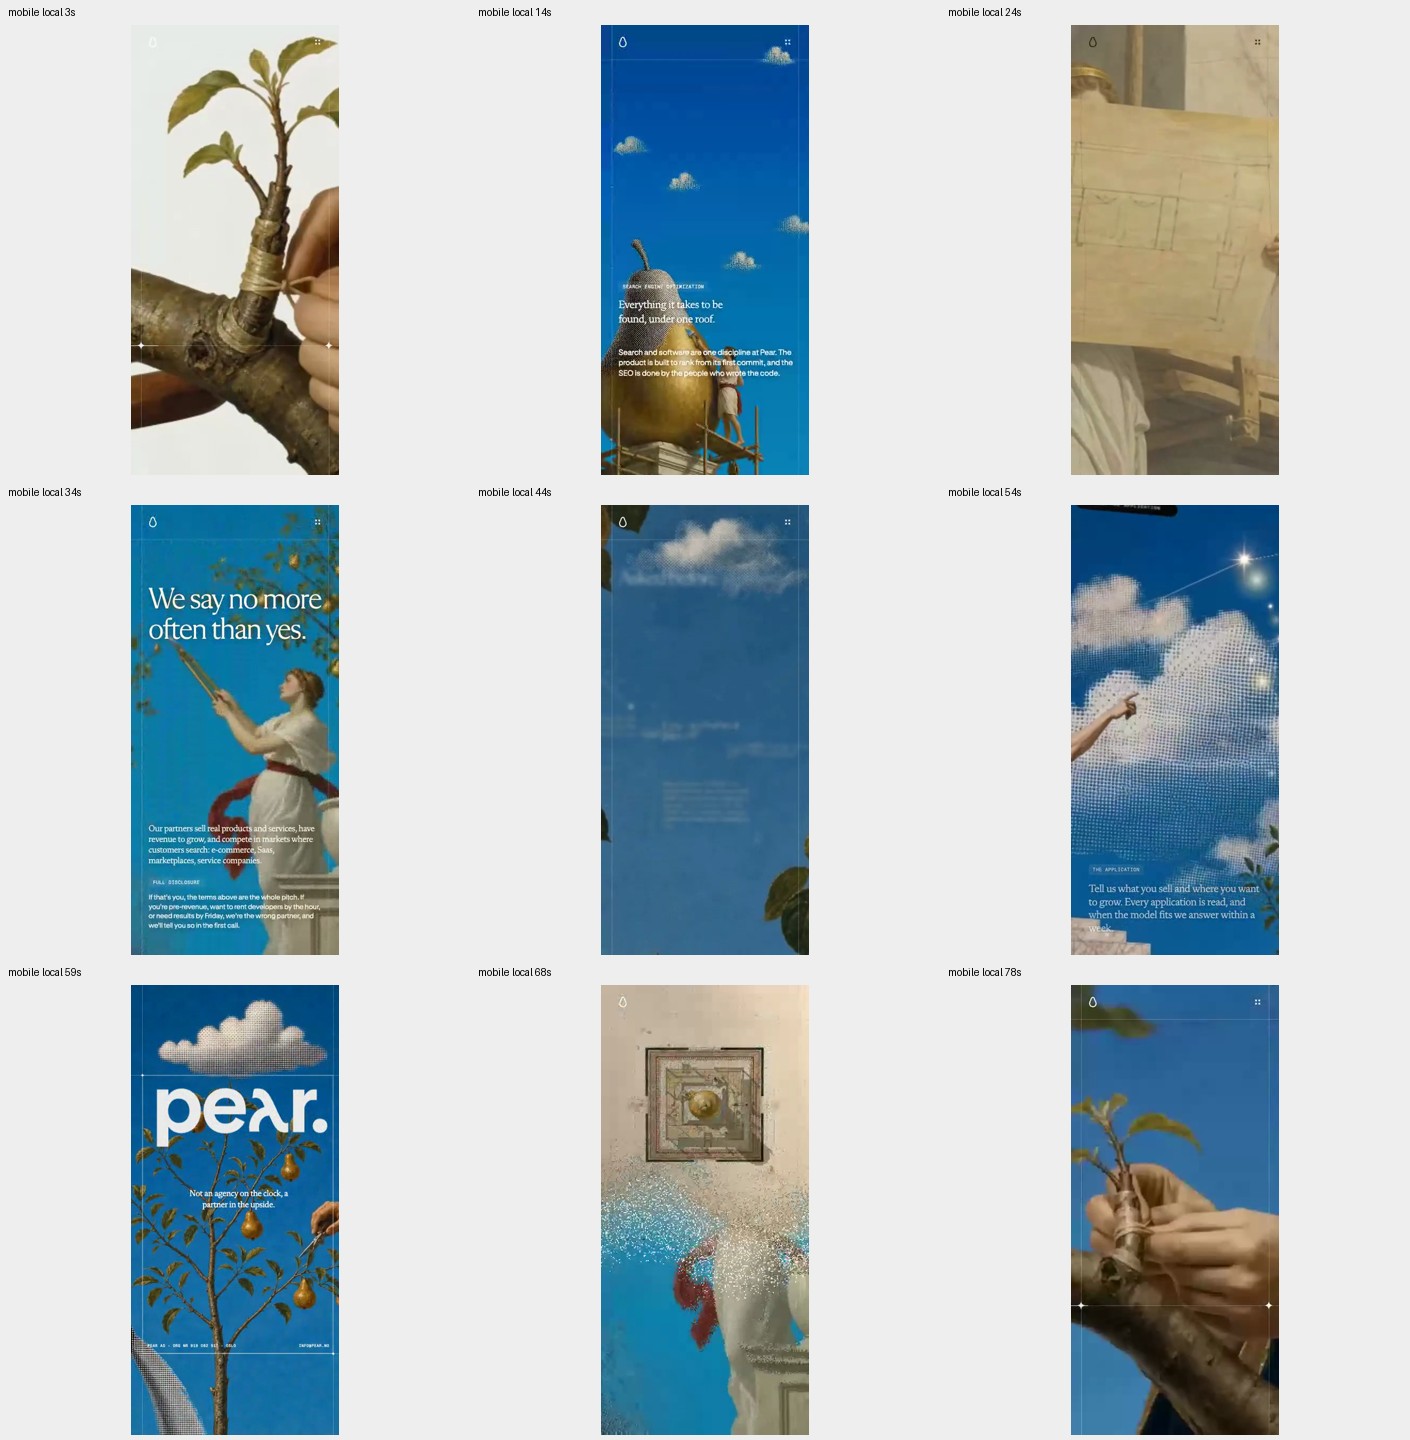 mobile local 3s
mobile local 14s
mobile local 24s
SEARCH ENGINE OPTIMIZATION
Everything it takes to be
found, under one roof.
Search and software are one discipline at Pear. The
product is built to rank from its first commit, and the
SEO is done by the people who wrote the code.
mobile local 34s
mobile local 44s
mobile local 54s
We say no more
often than yes.
Our partners sell real products and services, have
revenue to grow, and compete in markets where
customers search: e-commerce, Saas,
marketplaces, service companies.
FULL DISCLOSURE
If that's you, the terms above are the whole pitch. If
you're pre-revenue, want to rent developers by the hour,
or need results by Friday, we're the wrong partner, and
we'll tell you so in the first call.
THE APPLICATION
Tell us what you sell and where you want
to grow. Every application is read, and
when the model fits we answer within a
week.
mobile local 59s
mobile local 68s
mobile local 78s
pear.
Not an agency on the clock, a
partner in the upside.
PEAR AS - ORG NR
INFO@PEAR.NO